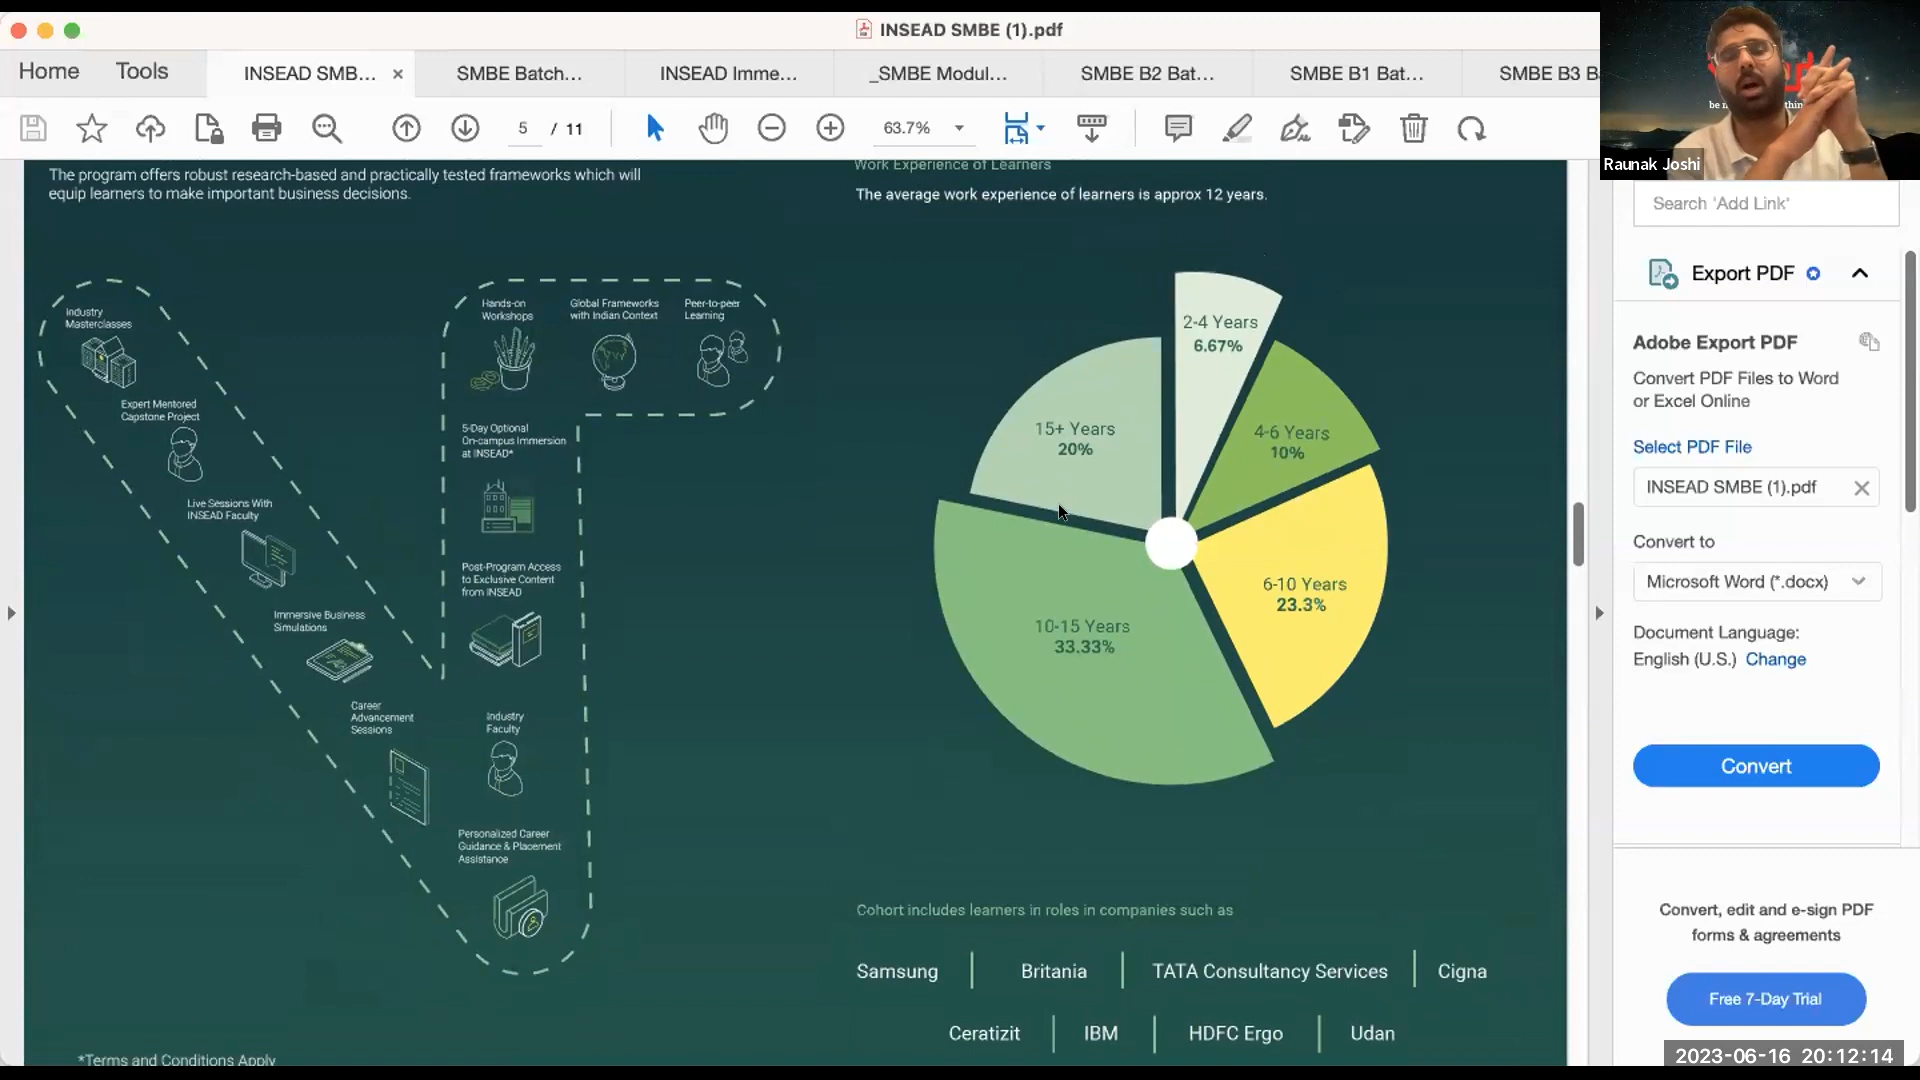 INSEAD SMBE (1).pdf
Home
Tools
INSEAD SMB...
SMBE Batch...
INSEAD Imme...
_SMBE Modul...
SMBE B2 Bat...
SMBE B1 Bat...
SMBE B3 Ba
5 / 11
63.7%
Raunak Joshi
The program offers robust research-based and practically tested frameworks which will
equip learners to make important business decisions.
Industry
Masterclasses
Expert Mentored
Capstone Project
Live Sessions With
INSEAD Faculty
Immersive Business
Simulations
Career
Advancement
Sessions
Hands-on
Workshops
Global Frameworks
with Indian Context
Peer-to-peer
Learning
5-Day Optional
On-campus Immersion
at INSEAD*
Post-Program Access
to Exclusive Content
from INSEAD
Industry
Faculty
Personalized Career
Guidance & Placement
Assistance
*Terms and Conditions Apply
Work Experience of Learners
The average work experience of learners is approx 12 years.
2-4 Years
6.67%
4-6 Years
10%
15+ Years
20%
6-10 Years
23.3%
10-15 Years
33.33%
Cohort includes learners in roles in companies such as
Samsung
Britania
TATA Consultancy Services
Cigna
Ceratizit
IBM
HDFC Ergo
Udan
Search 'Add Link'
Export PDF
Adobe Export PDF
Convert PDF Files to Word
or Excel Online
Select PDF File
INSEAD SMBE (1).pdf
Convert to
Microsoft Word (*.docx)
Document Language:
English (U.S.) Change
Convert
Convert, edit and e-sign PDF
forms & agreements
Free 7-Day Trial
2023-06-16 20:12:14